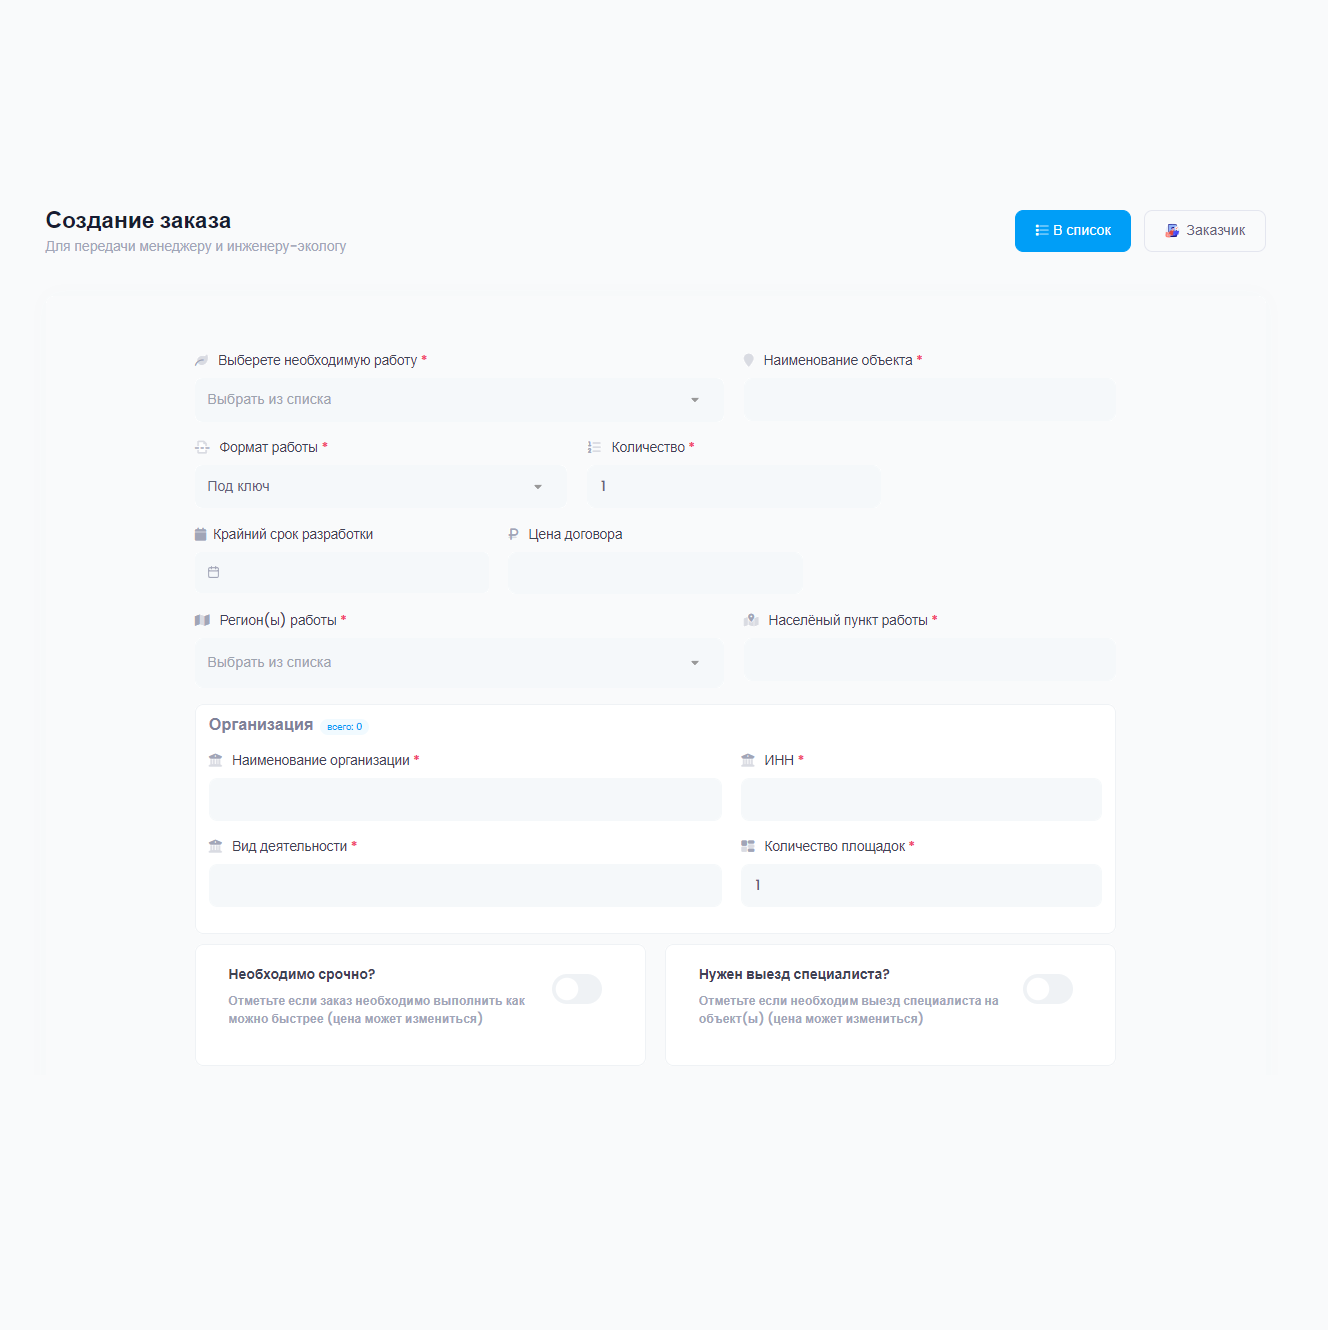 Создание заказа
Для передачи менеджеру и инженеру-экологу
В список
Заказчик
Выберете необходимую работу *
Наименование объекта *
Выбрать из списка
Формат работы *
Количество *
Под ключ
1
Крайний срок разработки
Цена договора
Регион(ы) работы *
Населёный пункт работы *
Выбрать из списка
Организация
всего: 0
Наименование организации *
ИНН *
Вид деятельности *
Количество площадок *
1
Необходимо срочно?
Отметьте если заказ необходимо выполнить как
можно быстрее (цена может измениться)
Нужен выезд специалиста?
Отметьте если необходим выезд специалиста на
объект(ы) (цена может измениться)